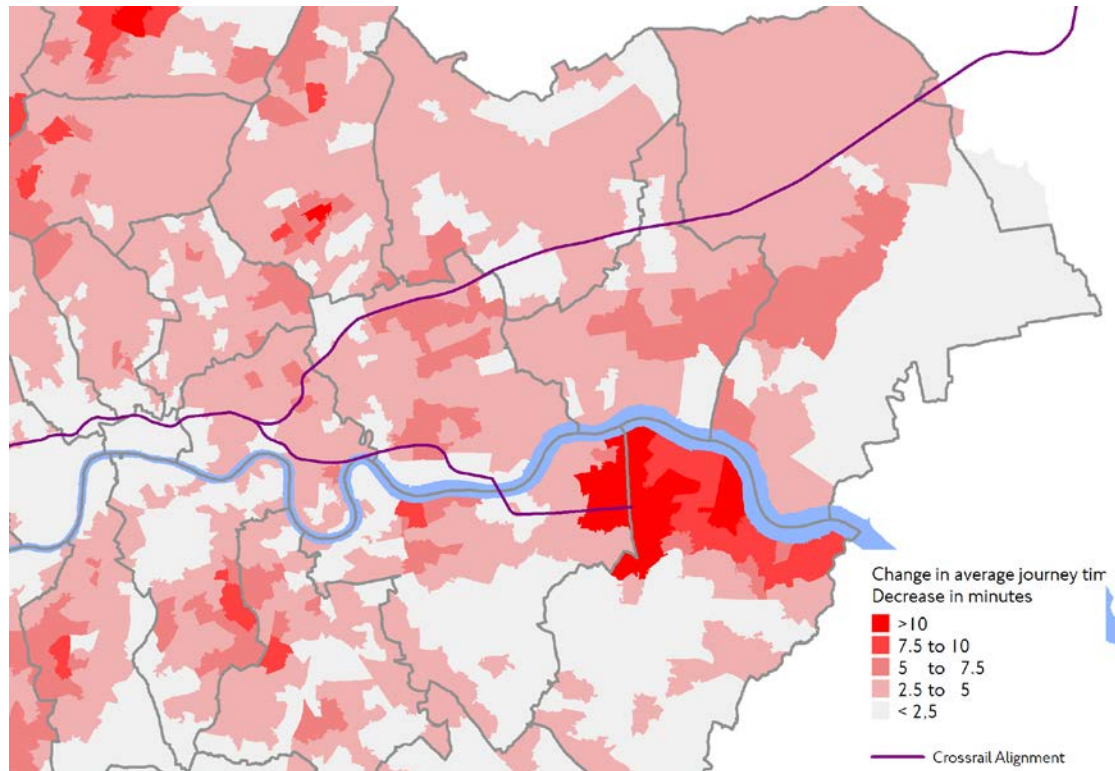 Change in average journey tim
Decrease in minutes
>10
7.5 to 10
5 to 7.5
2.5 to 5
< 2,5
Crossrail Alignment